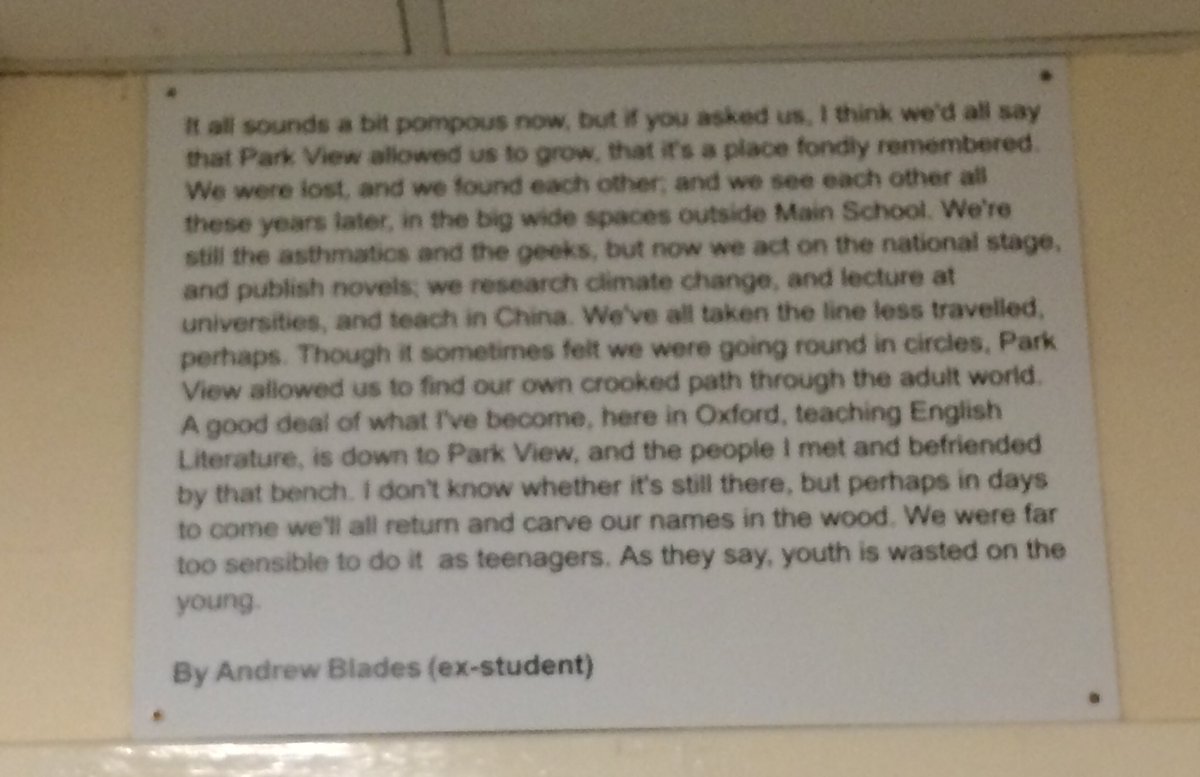 It all sounds a bit pompous now, but if you asked us, I think we'd all say
that Park View allowed us to grow, that it's a place fondly remembered.
We were lost, and we found each other; and we see each other all
these years later, in the big wide spaces outside Main School. We're
still the asthmatics and the geeks, but now we act on the national stage,
and publish novels; we research climate change, and lecture at
universities, and teach in China. We've all taken the line less travelled,
perhaps. Though it sometimes felt we were going round in circles, Park
View allowed us to find our own crooked path through the adult world.
A good deal of what I've become, here in Oxford, teaching English
Literature, is down to Park View, and the people I met and befriended
by that bench. I don't know whether it's still there, but perhaps in days
to come we'll all return and carve our names in the wood. We were far
too sensible to do it  as teenagers. As they say, youth is wasted on the
young.
By Andrew Blades (ex-student)